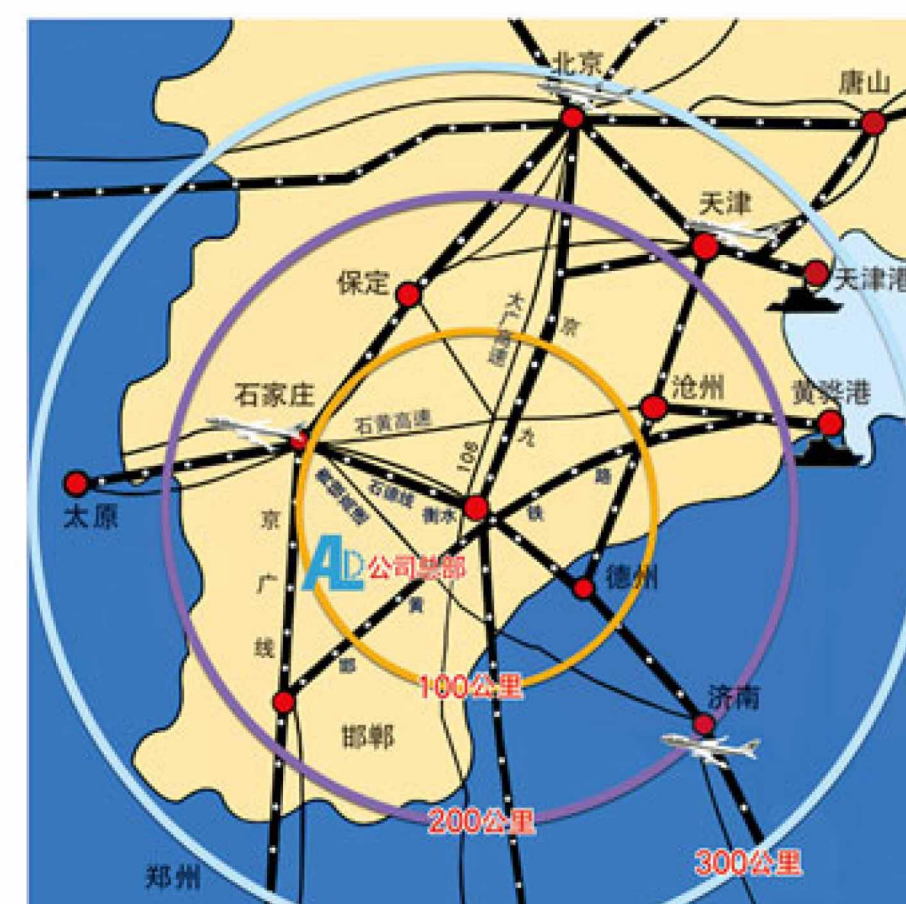 北京
唐山
天津
天津港
保定
大广高速
京
九
沧州
黄骅港
石家庄
石黄高速
106
石德线
衡水
铁
路
太原
京
广
线
ALD
公司总部
德州
黄
邯
100公里
济南
邯郸
200公里
300公里
郑州